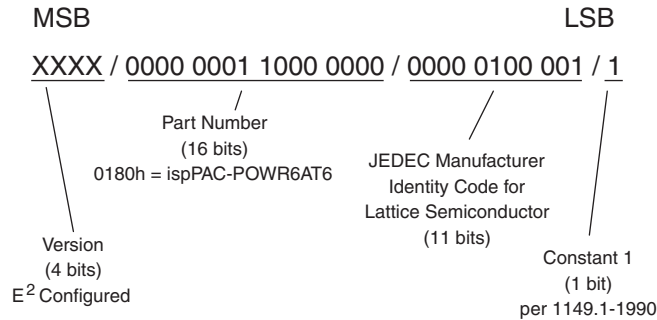 MSB LSB
XXXX / 0000 0001 1000 0000 / 0000 0100 001 / 1
Part Number
(16 bits)
0180h = ispPAC-POWR6AT6
JEDEC Manufacturer
Identity Code for
Lattice Semiconductor
(11 bits)
Version
(4 bits)
E2 Configured
Constant 1
(1 bit)
per 1149.1-1990